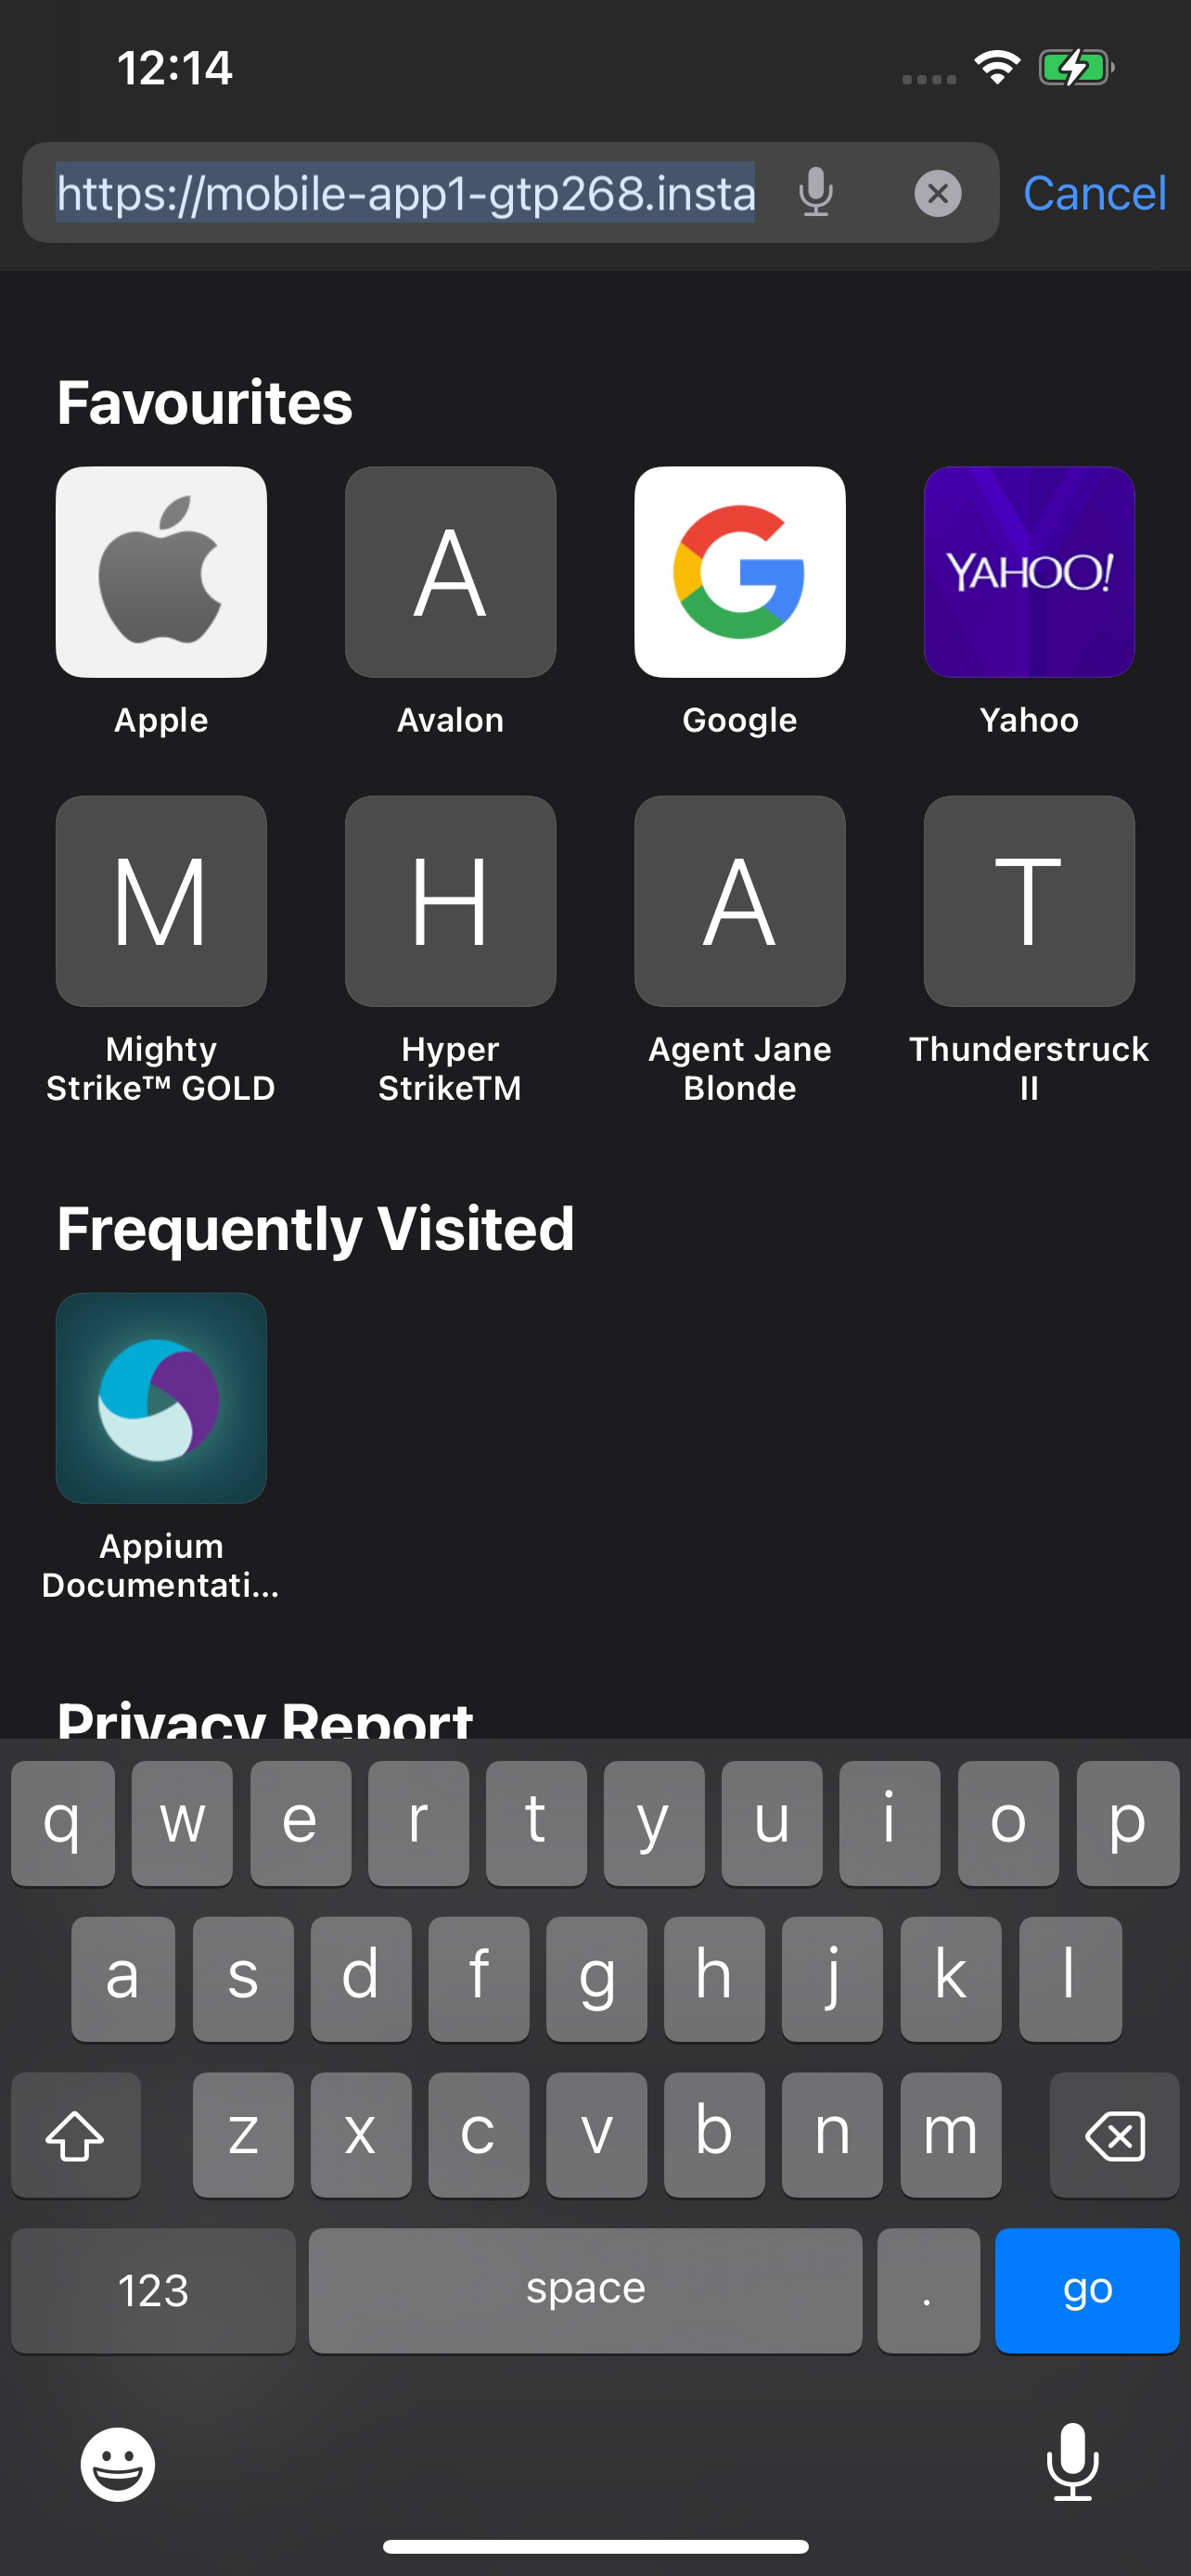 12:14
https://mobile-app1-gtp268.insta
Cancel
Favourites
A
YAHOO!
Apple
Avalon
Google
Yahoo
M
H
A
T
Mighty
Strike™ GOLD
Hyper
StrikeTM
Agent Jane
Blonde
Thunderstruck
II
Frequently Visited
Appium
Documentati...
Privacy Report
q w e r t y u i o p
a s d f g h j k l
z x c v b n m
123 space . go